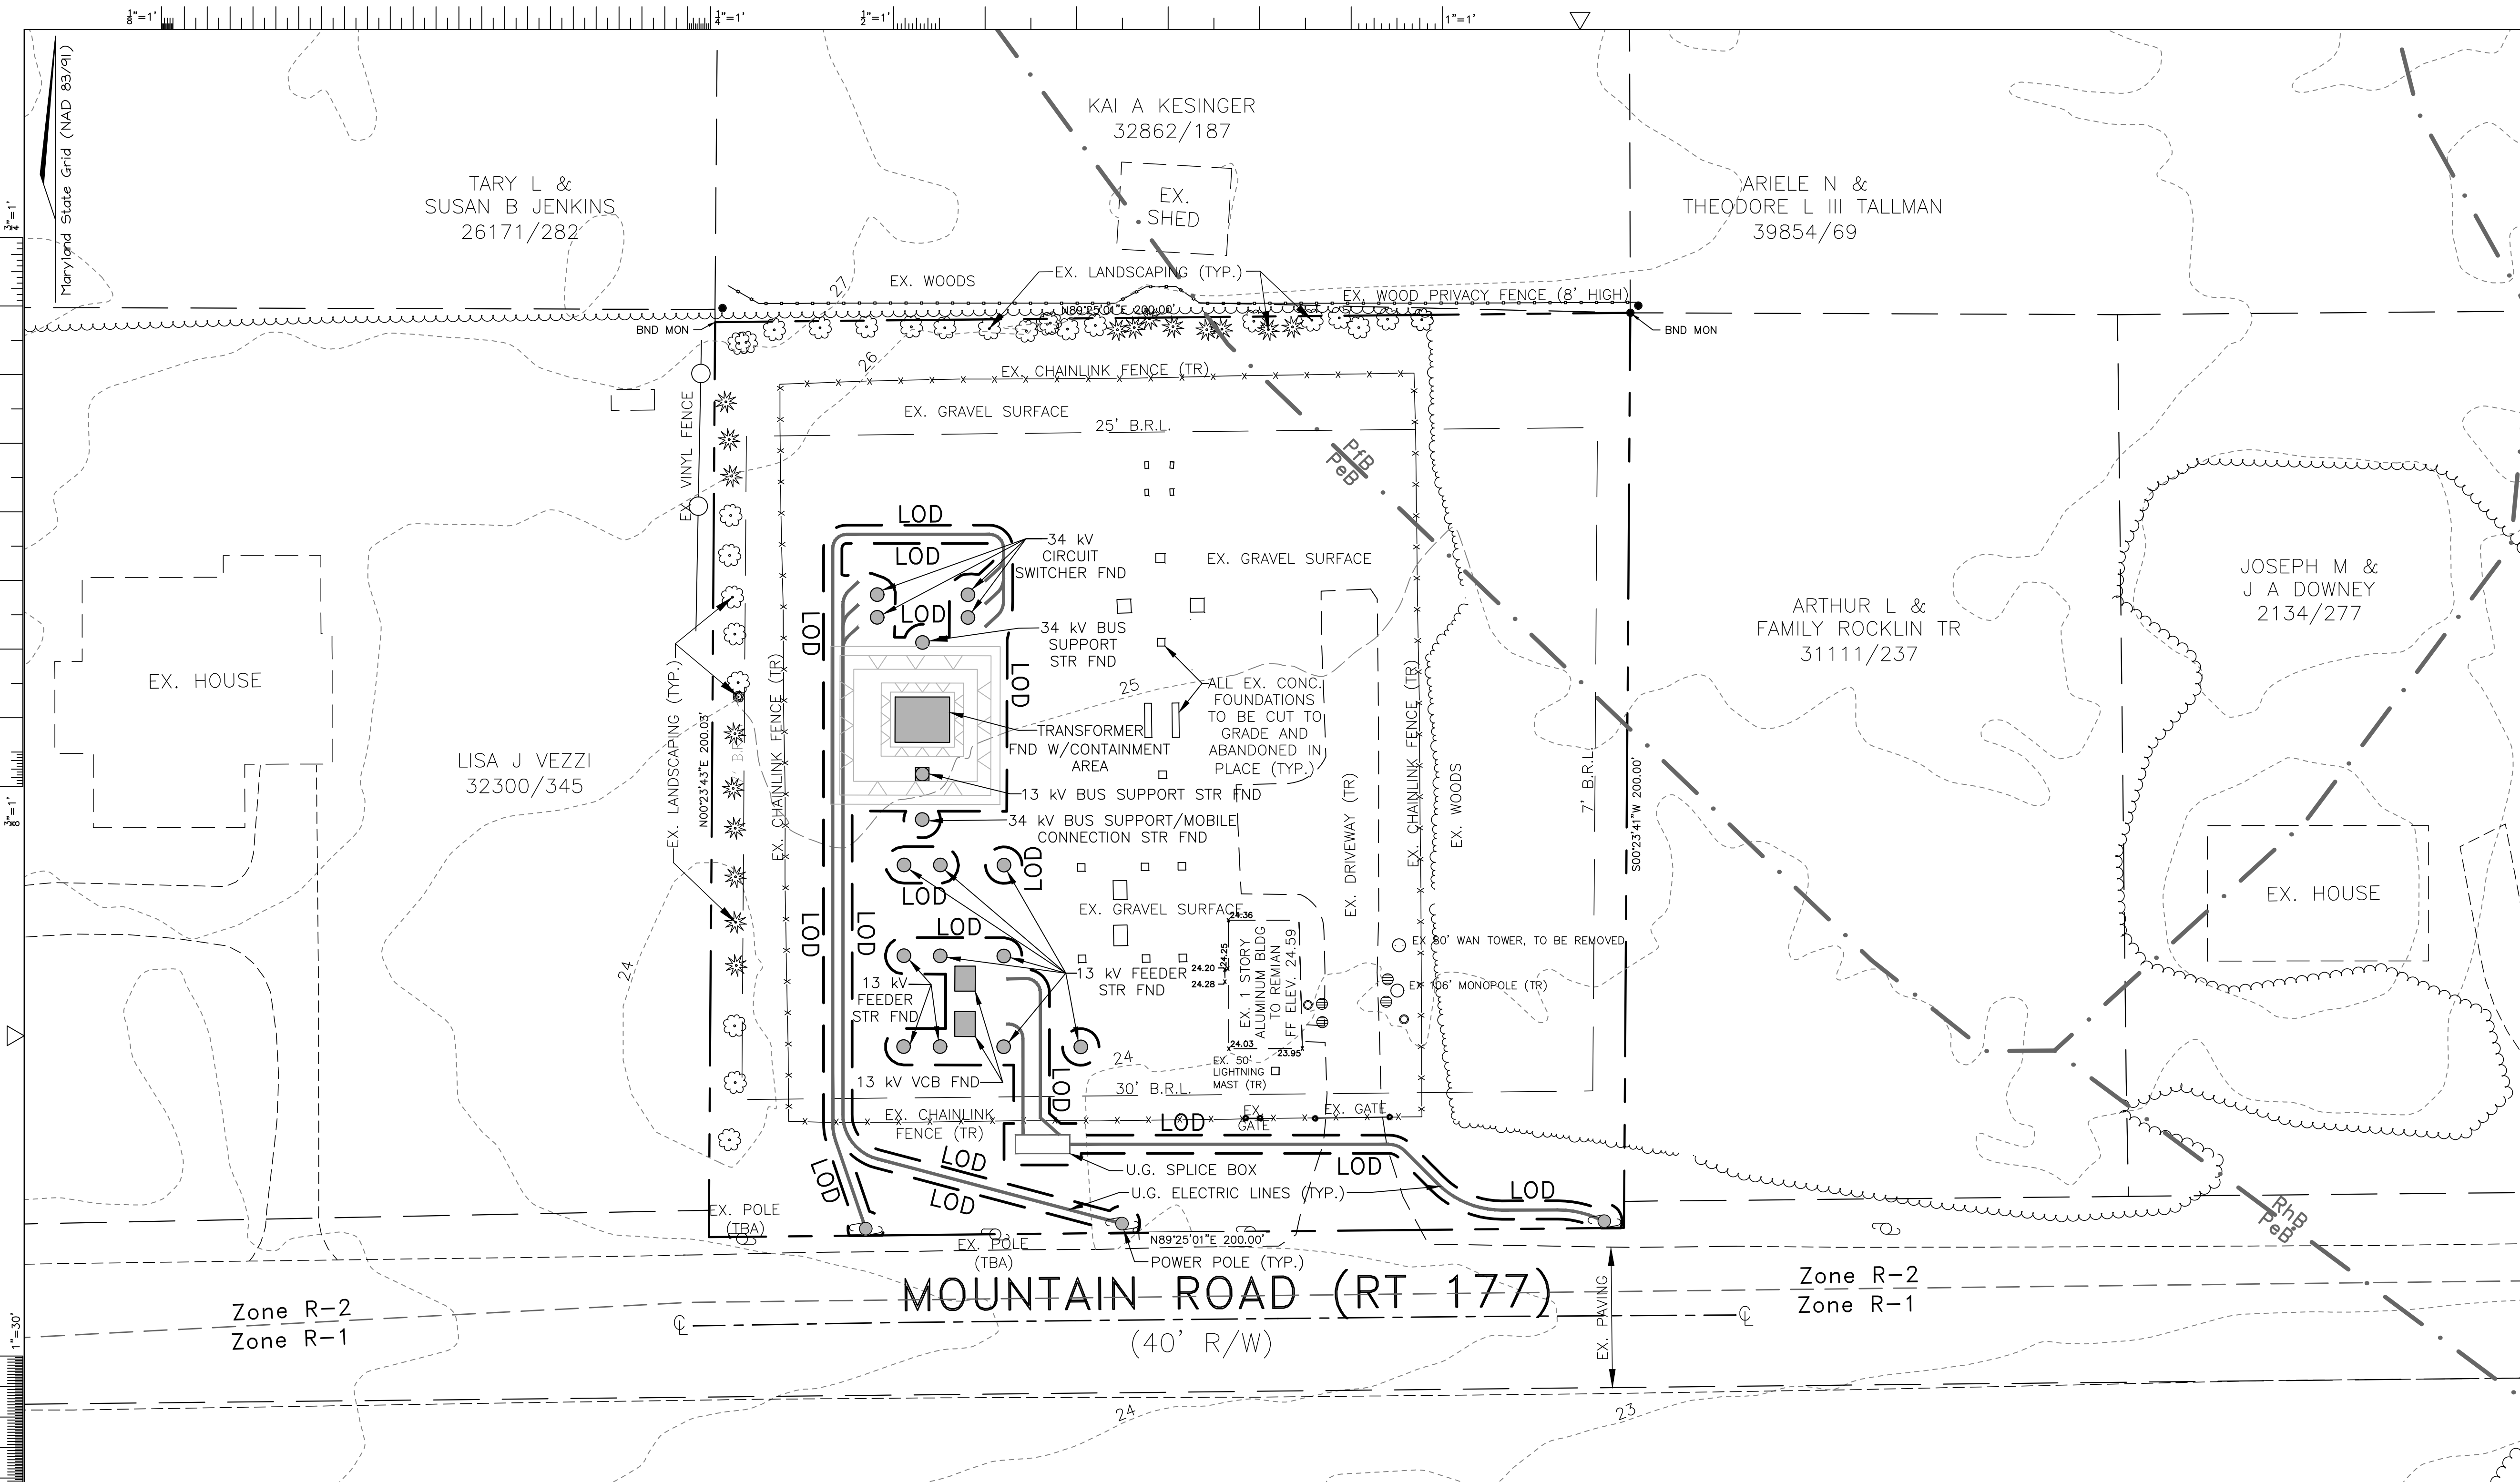 1/8"=1'
1/4"=1'
1/2"=1'
1"=1'
3/4"=1'
3/8"=1'
1"=30'
Maryland State Grid (NAD 83/91)
KAI A KESINGER
32862/187
TARY L &
SUSAN B JENKINS
26171/282
EX.
SHED
ARIELE N &
THEODORE L III TALLMAN
39854/69
27
EX. WOODS
EX. LANDSCAPING (TYP.)
EX. WOOD PRIVACY FENCE (8' HIGH)
N89°25'01"E 200.00'
BND MON
BND MON
26
EX. CHAINLINK FENCE (TR)
EX. GRAVEL SURFACE
25' B.R.L.
EX. VINYL FENCE
PfB
PeB
LOD
LOD
34 kV
CIRCUIT
SWITCHER FND
EX. GRAVEL SURFACE
LOD
LOD
34 kV BUS
SUPPORT
STR FND
LOD
JOSEPH M &
J A DOWNEY
2134/277
ARTHUR L &
FAMILY ROCKLIN TR
31111/237
EX. HOUSE
EX. LANDSCAPING (TYP.)
N00°23'43"E 200.03'
EX. CHAINLINK FENCE (TR)
25
ALL EX. CONC.
FOUNDATIONS
TO BE CUT TO
GRADE AND
ABANDONED IN
PLACE (TYP.)
TRANSFORMER
FND W/CONTAINMENT
AREA
LISA J VEZZI
32300/345
13 kV BUS SUPPORT STR FND
34 kV BUS SUPPORT/MOBILE
CONNECTION STR FND
EX. DRIVEWAY (TR)
EX. CHAINLINK FENCE (TR)
EX. WOODS
7' B.R.L.
S00°23'41"W 200.00'
LOD
LOD
EX. HOUSE
EX. GRAVEL SURFACE
LOD
LOD
LOD
24
24.36
24.25
24.20
24.28
EX. 1 STORY
ALUMINUM BLDG
TO REMIAN
FF ELEV. 24.59
24.03
23.95
EX 80' WAN TOWER, TO BE REMOVED
EX 106' MONOPOLE (TR)
13 kV FEEDER
STR FND
13 kV
FEEDER
STR FND
13 kV VCB FND
24
EX. 50'
LIGHTNING
MAST (TR)
LOD
30' B.R.L.
EX. CHAINLINK
FENCE (TR)
LOD
EX.
GATE
EX. GATE
LOD
LOD
LOD
U.G. SPLICE BOX
LOD
LOD
U.G. ELECTRIC LINES (TYP.)
LOD
EX. POLE
(TBA)
EX. POLE
(TBA)
N89°25'01"E 200.00'
POWER POLE (TYP.)
RhB
PeB
MOUNTAIN ROAD (RT 177)
(40' R/W)
EX. PAVING
Zone R-2
Zone R-1
Zone R-2
Zone R-1
24
23